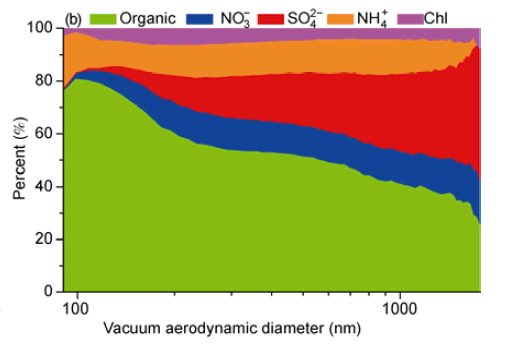 (b) Organic NO₃⁻ SO₄²⁻ NH₄⁺ Chl
100
80
60
40
20
0
Percent (%)
100 1000
Vacuum aerodynamic diameter (nm)